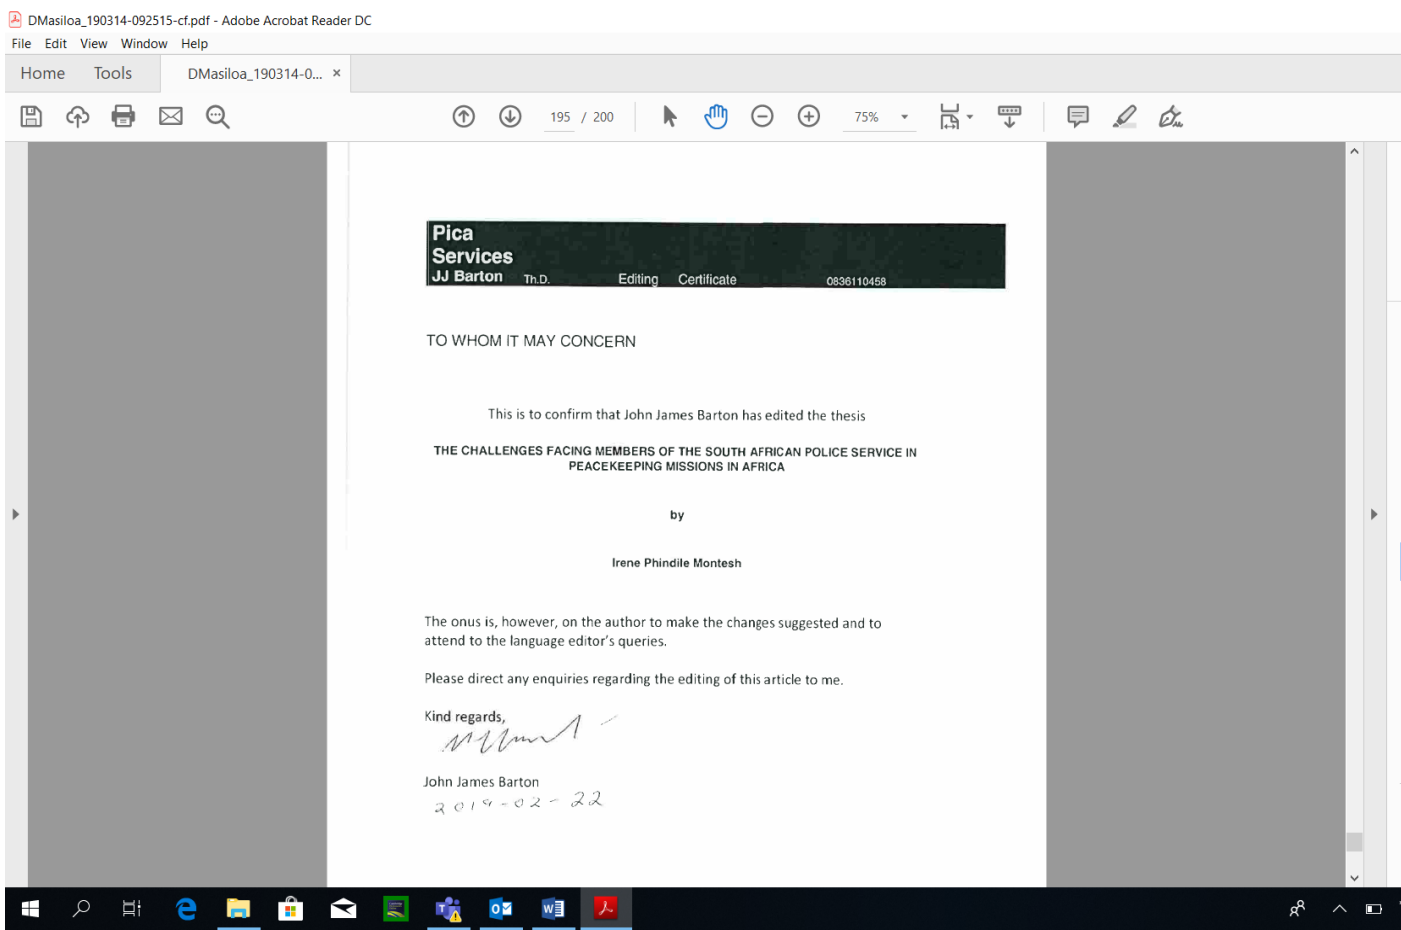 DMasiloa_190314-092515-cf.pdf - Adobe Acrobat Reader DC
File Edit View Window Help
Home Tools DMasiloa_190314-0... ×
195 / 200 75%
Pica
Services
JJ Barton Th.D. Editing Certificate 0836110458
TO WHOM IT MAY CONCERN
This is to confirm that John James Barton has edited the thesis
THE CHALLENGES FACING MEMBERS OF THE SOUTH AFRICAN POLICE SERVICE IN
PEACEKEEPING MISSIONS IN AFRICA
by
Irene Phindile Montesh
The onus is, however, on the author to make the changes suggested and to
attend to the language editor's queries.
Please direct any enquiries regarding the editing of this article to me.
Kind regards,
John James Barton
2019-02-22